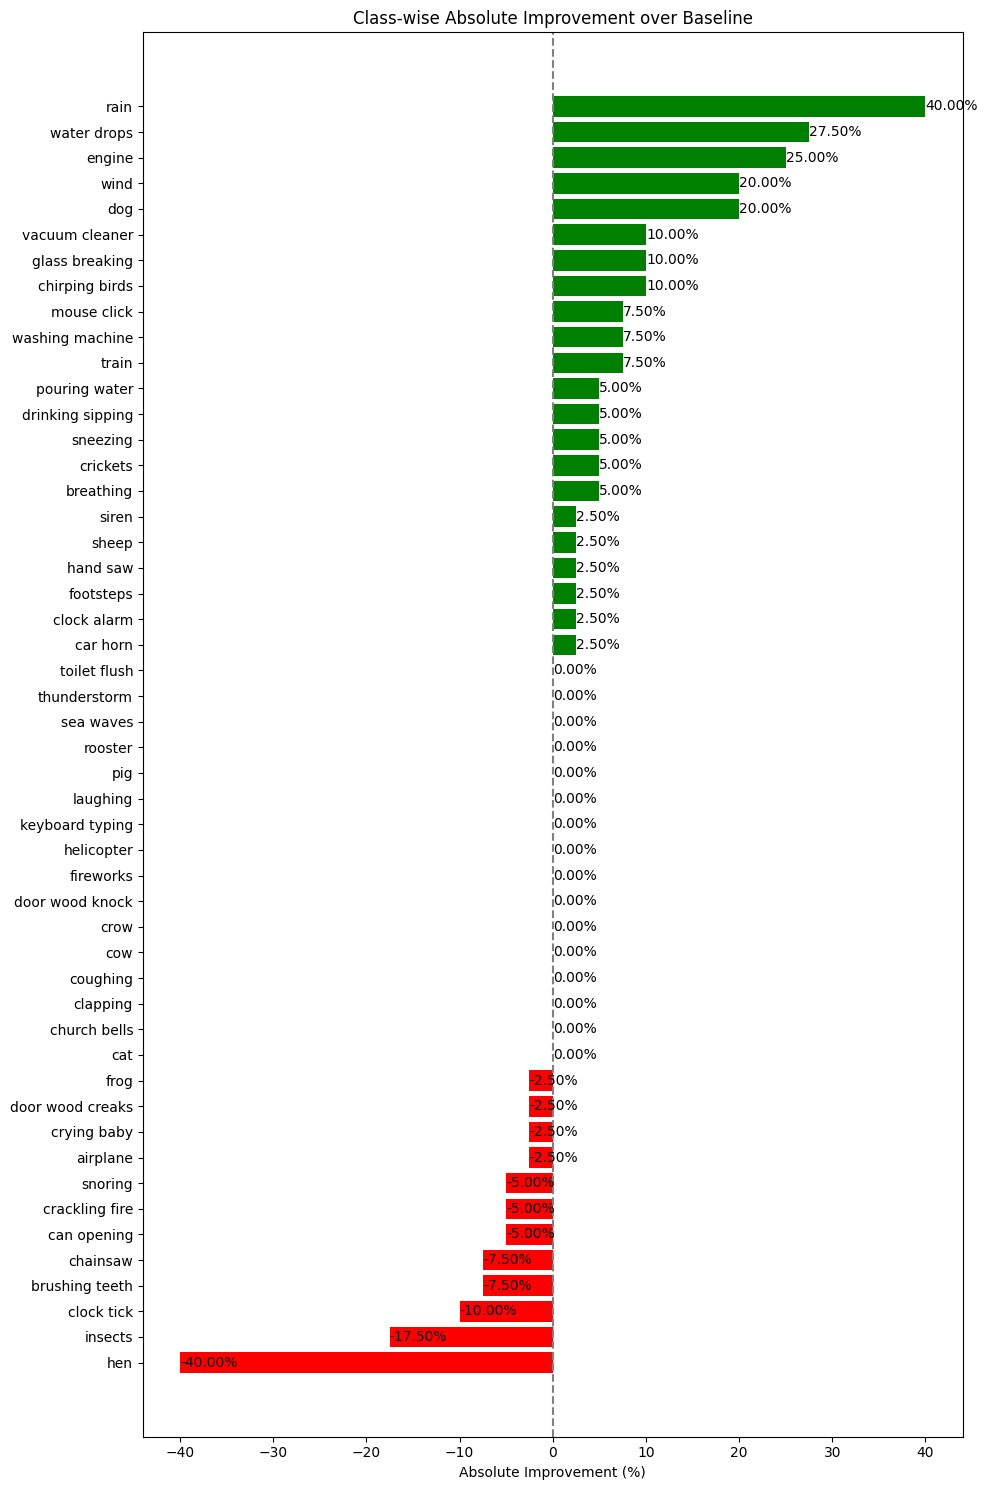 Class-wise Absolute Improvement over Baseline
rain 40.00%
water drops 27.50%
engine 25.00%
wind 20.00%
dog 20.00%
vacuum cleaner 10.00%
glass breaking 10.00%
chirping birds 10.00%
mouse click 7.50%
washing machine 7.50%
train 7.50%
pouring water 5.00%
drinking sipping 5.00%
sneezing 5.00%
crickets 5.00%
breathing 5.00%
siren 2.50%
sheep 2.50%
hand saw 2.50%
footsteps 2.50%
clock alarm 2.50%
car horn 2.50%
toilet flush 0.00%
thunderstorm 0.00%
sea waves 0.00%
rooster 0.00%
pig 0.00%
laughing 0.00%
keyboard typing 0.00%
helicopter 0.00%
fireworks 0.00%
door wood knock 0.00%
crow 0.00%
cow 0.00%
coughing 0.00%
clapping 0.00%
church bells 0.00%
cat 0.00%
frog -2.50%
door wood creaks -2.50%
crying baby -2.50%
airplane -2.50%
snoring -5.00%
crackling fire -5.00%
can opening -5.00%
chainsaw -7.50%
brushing teeth -7.50%
clock tick -10.00%
insects -17.50%
hen -40.00%
−40 −30 −20 −10 0 10 20 30 40
Absolute Improvement (%)